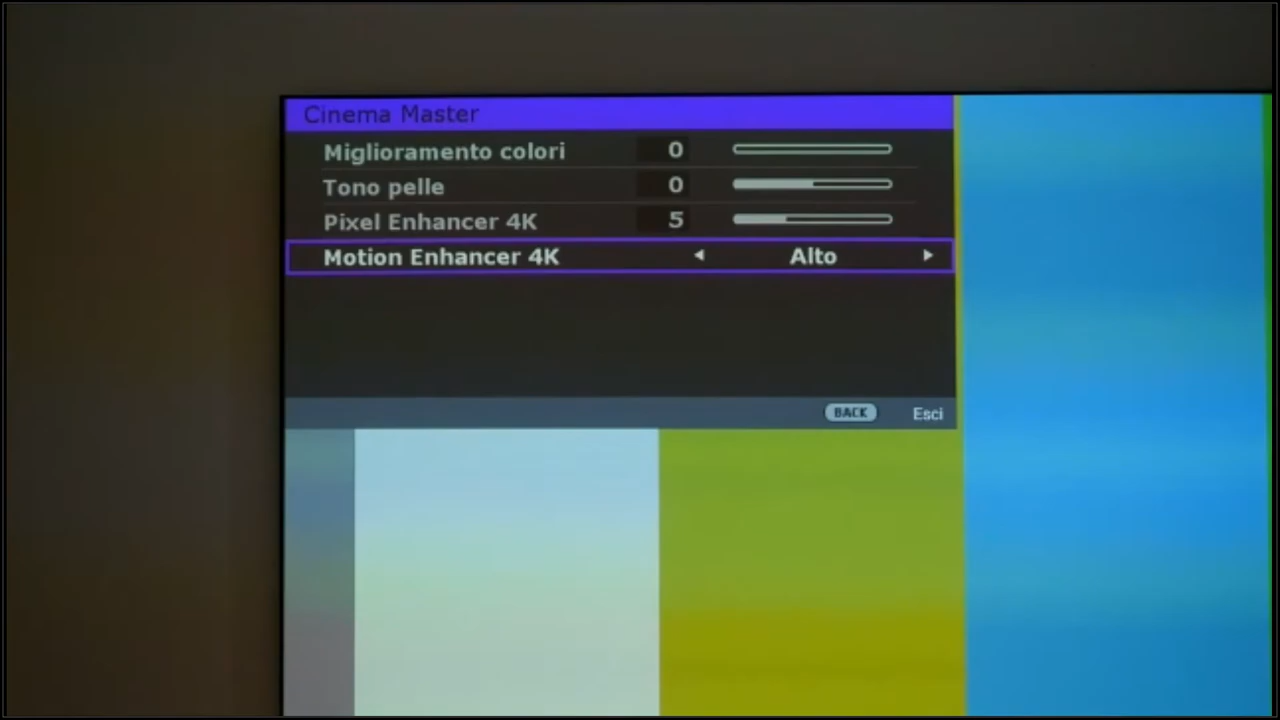 Cinema Master
Miglioramento colori 0
Tono pelle 0
Pixel Enhancer 4K 5
Motion Enhancer 4K Alto
BACK Esci